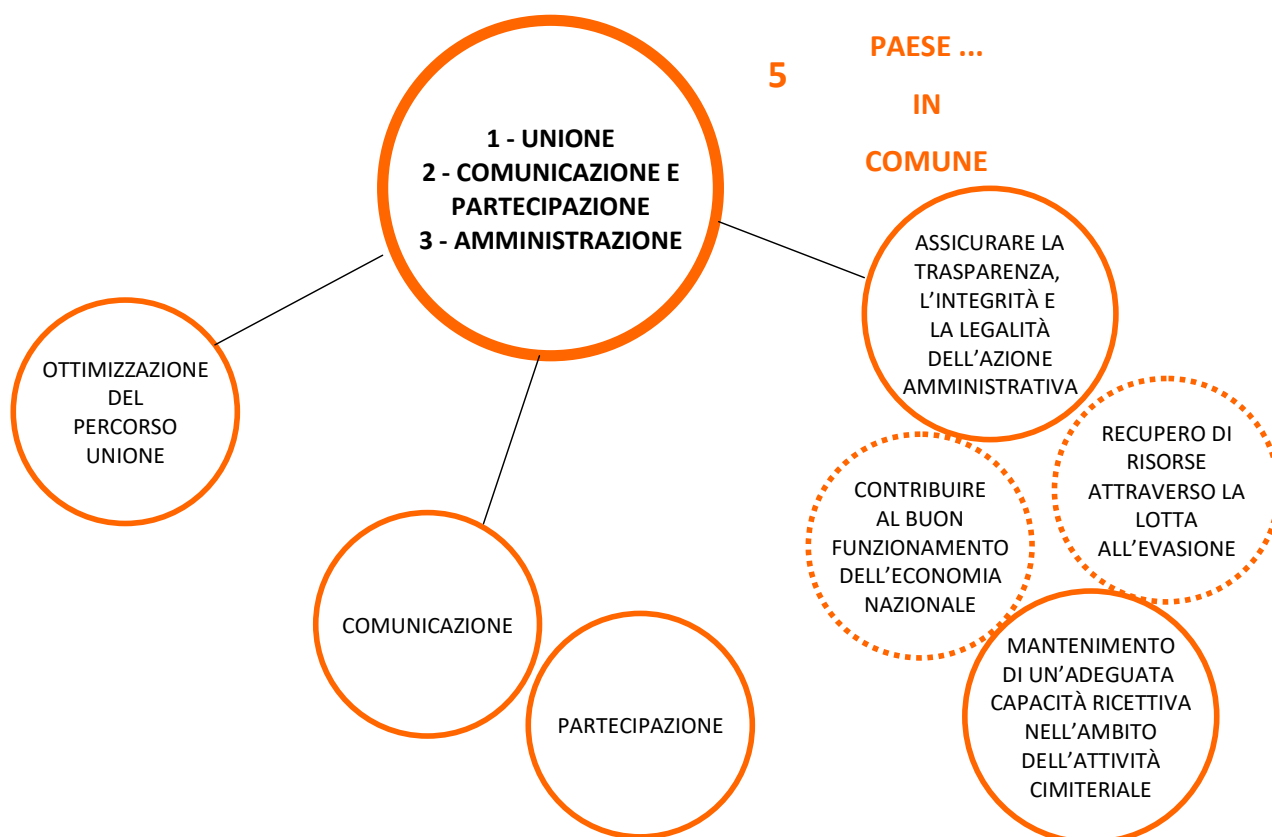 5
PAESE ...
IN
COMUNE
1 - UNIONE
2 - COMUNICAZIONE E
PARTECIPAZIONE
3 - AMMINISTRAZIONE
ASSICURARE LA
TRASPARENZA,
L’INTEGRITÀ E
LA LEGALITÀ
DELL’AZIONE
AMMINISTRATIVA
OTTIMIZZAZIONE
DEL
PERCORSO
UNIONE
RECUPERO DI
RISORSE
ATTRAVERSO LA
LOTTA
ALL’EVASIONE
CONTRIBUIRE
AL BUON
FUNZIONAMENTO
DELL’ECONOMIA
NAZIONALE
COMUNICAZIONE
PARTECIPAZIONE
MANTENIMENTO
DI UN’ADEGUATA
CAPACITÀ RICETTIVA
NELL’AMBITO
DELL’ATTIVITÀ
CIMITERIALE